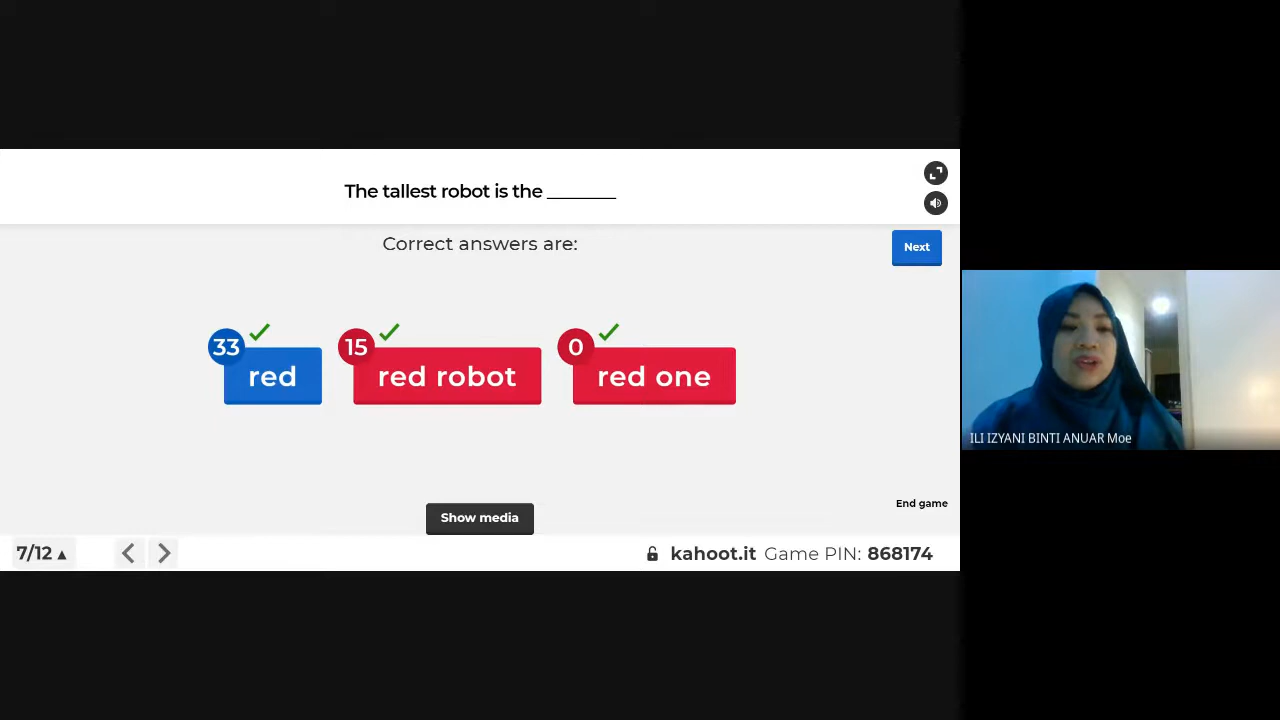 The tallest robot is the _______
Correct answers are:
Next
33 red
15 red robot
0 red one
ILI IZYANI BINTI ANUAR Moe
End game
Show media
7/12 ▲
kahoot.it Game PIN: 868174